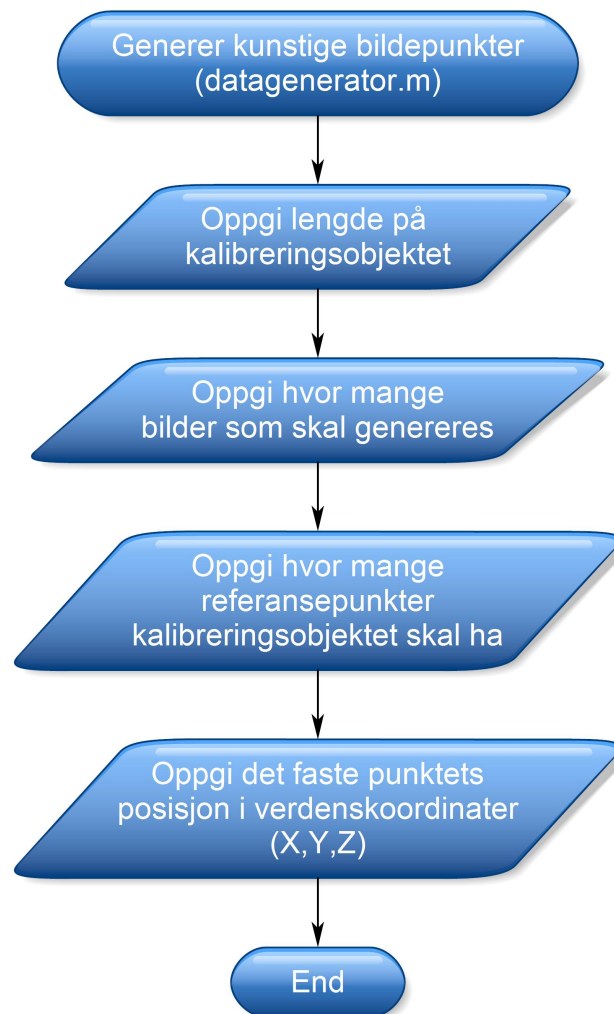 Generer kunstige bildepunkter
(datagenerator.m)
Oppgi lengde på
kalibreringsobjektet
Oppgi hvor mange
bilder som skal genereres
Oppgi hvor mange
referansepunkter
kalibreringsobjektet skal ha
Oppgi det faste punktets
posisjon i verdenskoordinater
(X,Y,Z)
End